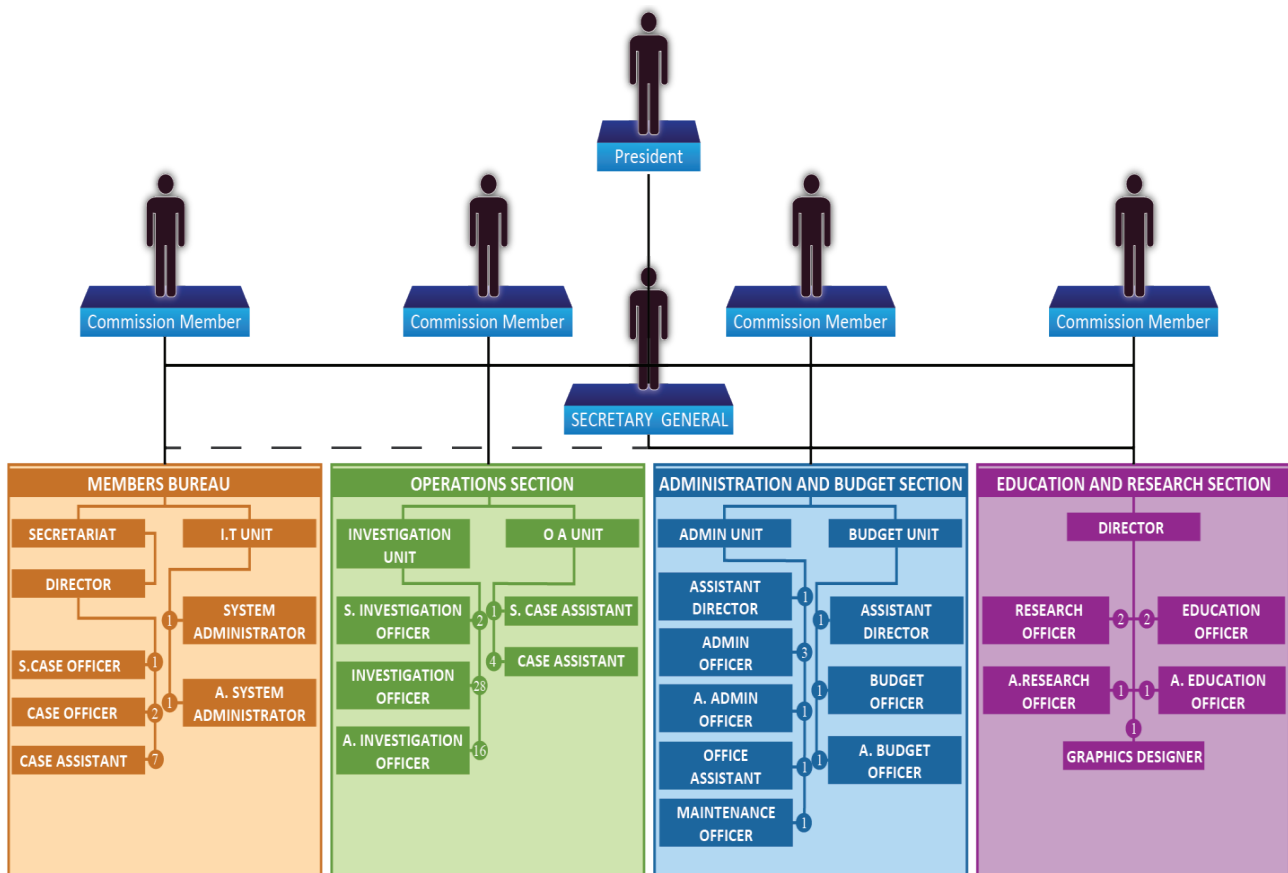 President
Commission Member
Commission Member
Commission Member
Commission Member
SECRETARY GENERAL
MEMBERS BUREAU
SECRETARIAT
I.T UNIT
DIRECTOR
1
SYSTEM
ADMINISTRATOR
S.CASE OFFICER
1
CASE OFFICER
2
1
A. SYSTEM
ADMINISTRATOR
CASE ASSISTANT
7
OPERATIONS SECTION
INVESTIGATION
UNIT
O A UNIT
S. INVESTIGATION
OFFICER
2
1
S. CASE ASSISTANT
4
CASE ASSISTANT
INVESTIGATION
OFFICER
28
A. INVESTIGATION
OFFICER
16
ADMINISTRATION AND BUDGET SECTION
ADMIN UNIT
BUDGET UNIT
ASSISTANT
DIRECTOR
1
1
ASSISTANT
DIRECTOR
ADMIN
OFFICER
3
1
BUDGET
OFFICER
A. ADMIN
OFFICER
1
OFFICE
ASSISTANT
1
1
A. BUDGET
OFFICER
MAINTENANCE
OFFICER
1
EDUCATION AND RESEARCH SECTION
DIRECTOR
RESEARCH
OFFICER
2
2
EDUCATION
OFFICER
A.RESEARCH
OFFICER
1
1
A. EDUCATION
OFFICER
1
GRAPHICS DESIGNER